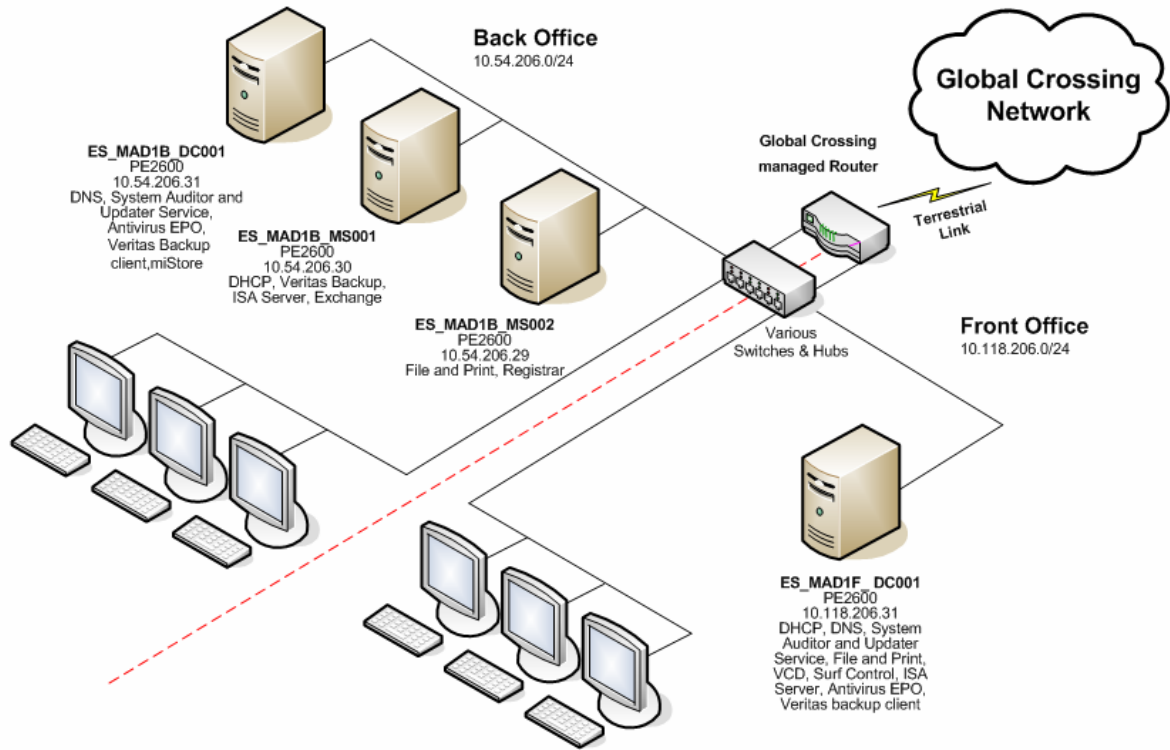 Back Office
10.54.206.0/24
Global Crossing
Network
Global Crossing
managed Router
Terrestrial
Link
ES_MAD1B_DC001
PE2600
10.54.206.31
DNS, System Auditor and
Updater Service,
Antivirus EPO,
Veritas Backup
client,miStore
ES_MAD1B_MS001
PE2600
10.54.206.30
DHCP, Veritas Backup,
ISA Server, Exchange
ES_MAD1B_MS002
PE2600
10.54.206.29
File and Print, Registrar
Various
Switches & Hubs
Front Office
10.118.206.0/24
ES_MAD1F_ DC001
PE2600
10.118.206.31
DHCP, DNS, System
Auditor and Updater
Service, File and Print,
VCD, Surf Control, ISA
Server, Antivirus EPO,
Veritas backup client